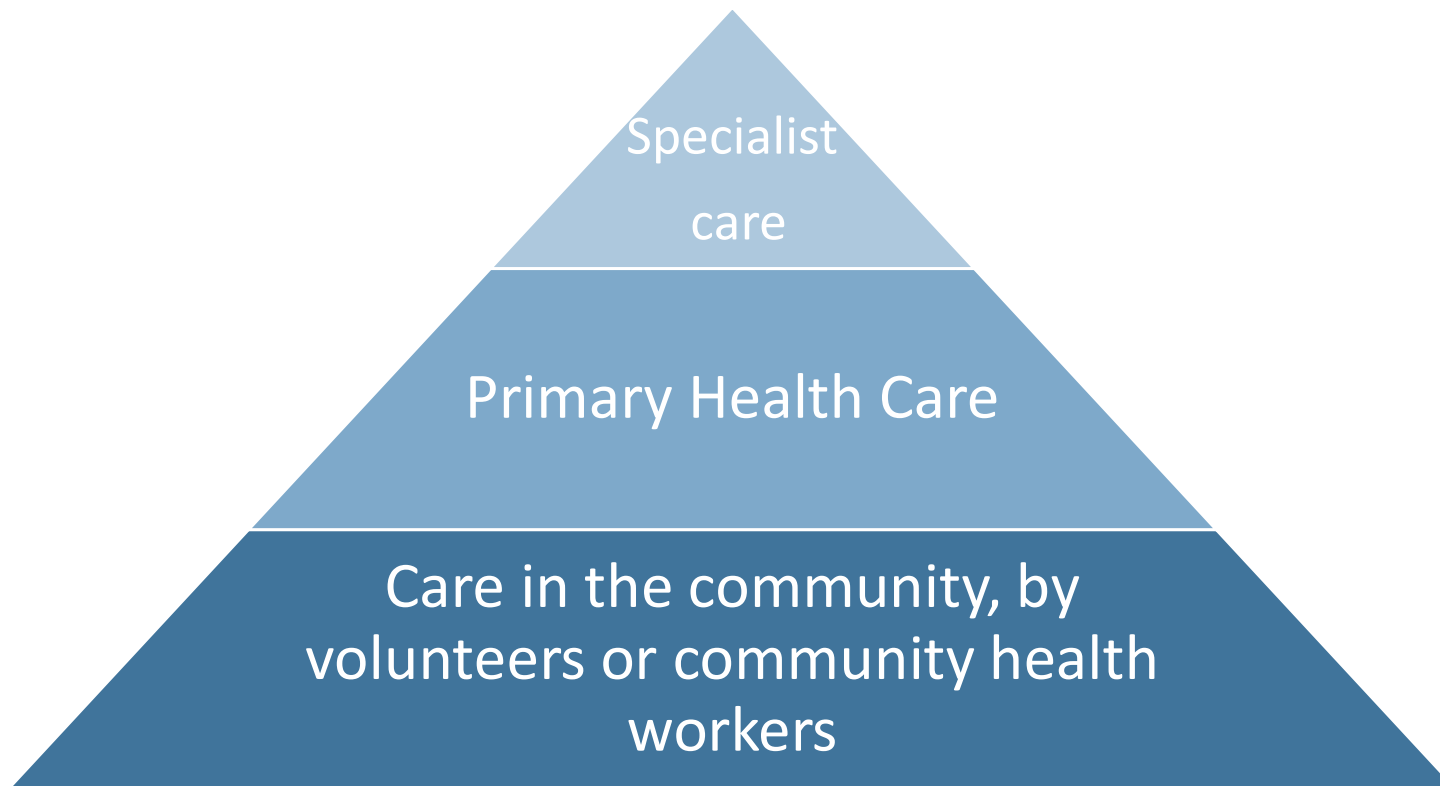 Specialist
care
Primary Health Care
Care in the community, by
volunteers or community health
workers